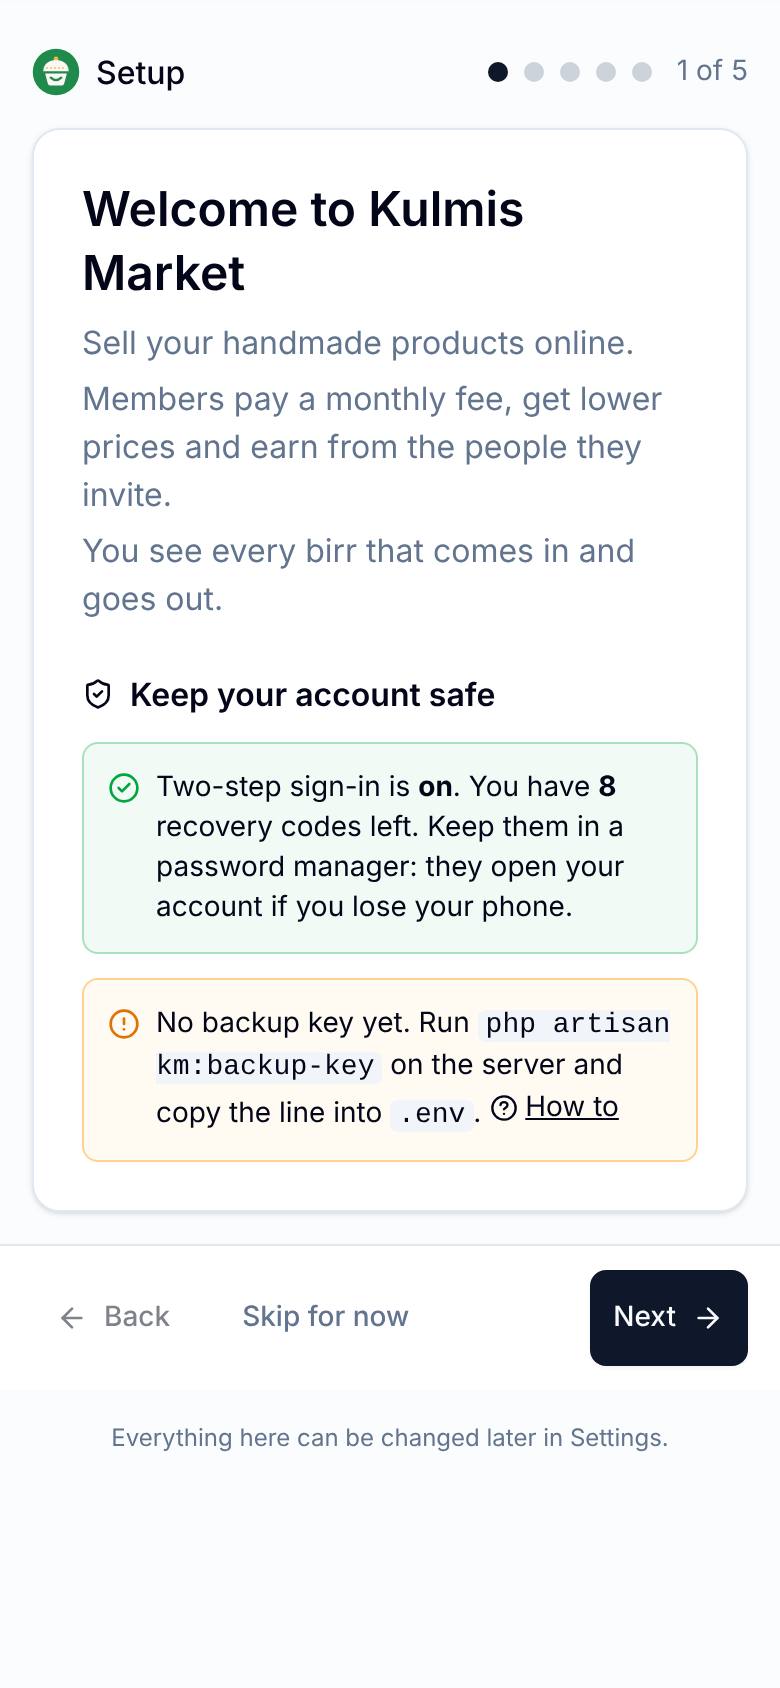 Setup
1 of 5
Welcome to Kulmis
Market
Sell your handmade products online.
Members pay a monthly fee, get lower
prices and earn from the people they
invite.
You see every birr that comes in and
goes out.
Keep your account safe
Two-step sign-in is on. You have 8
recovery codes left. Keep them in a
password manager: they open your
account if you lose your phone.
No backup key yet. Run php artisan
km:backup-key on the server and
copy the line into .env. How to
Back
Skip for now
Next
Everything here can be changed later in Settings.